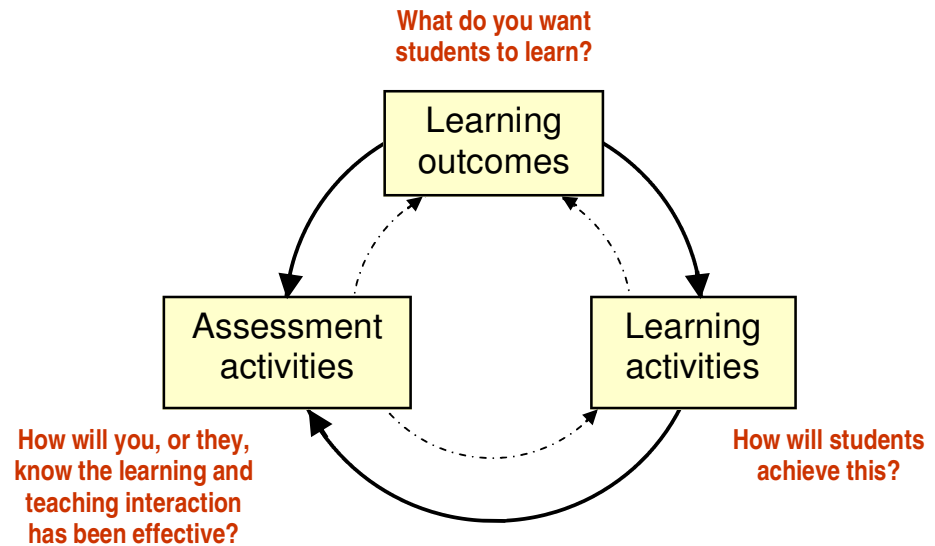 What do you want
students to learn?
Learning
outcomes
Assessment
activities
Learning
activities
How will you, or they,
know the learning and
teaching interaction
has been effective?
How will students
achieve this?